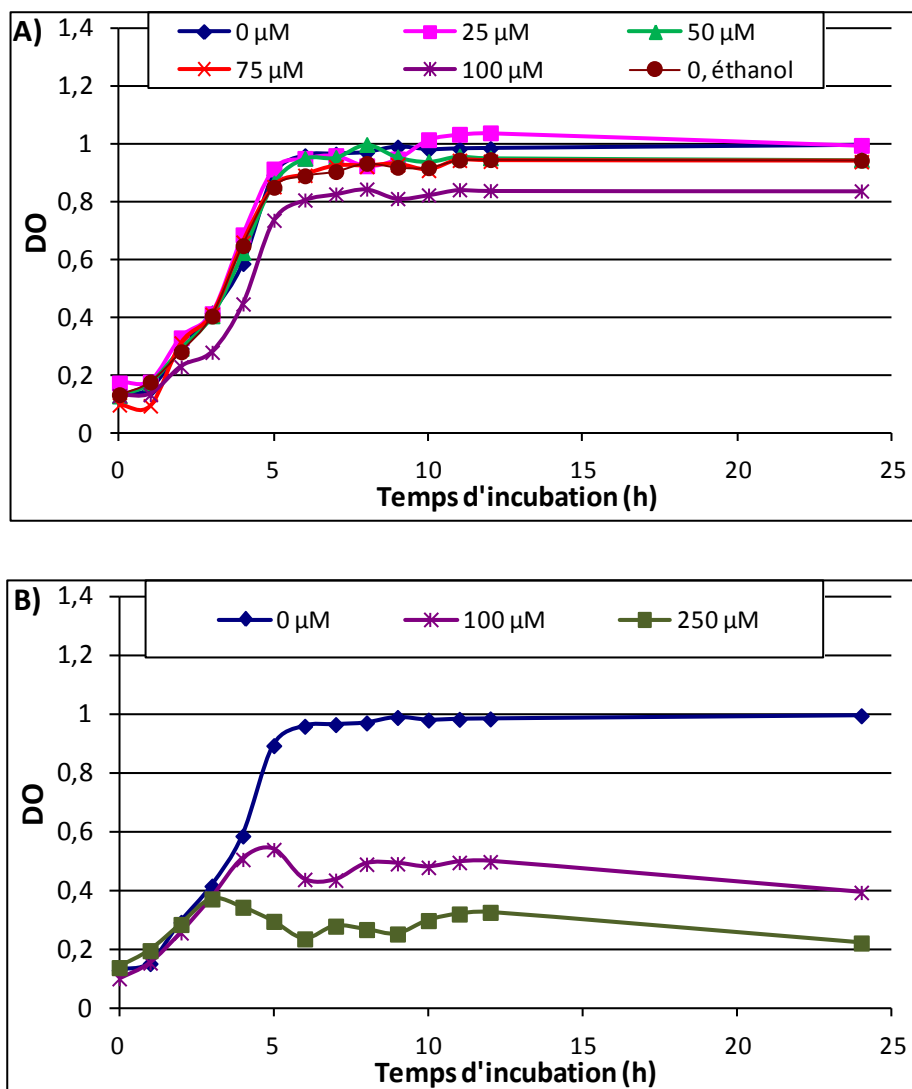 A)
0 µM 25 µM 50 µM
75 µM 100 µM 0, éthanol
1,4
1,2
1
0,8
0,6
0,4
0,2
0
DO
0 5 10 15 20 25
Temps d'incubation (h)
B)
0 µM 100 µM 250 µM
1,4
1,2
1
0,8
0,6
0,4
0,2
0
DO
0 5 10 15 20 25
Temps d'incubation (h)